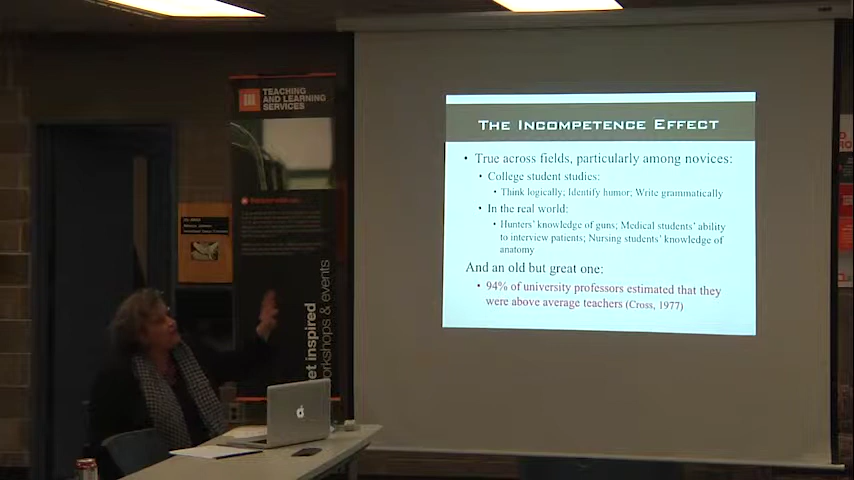 TEACHING
AND LEARNING
SERVICES
et inspired
orkshops & events
THE INCOMPETENCE EFFECT
• True across fields, particularly among novices:
• College student studies:
• Think logically; Identify humor; Write grammatically
• In the real world:
• Hunters' knowledge of guns; Medical students' ability
to interview patients; Nursing students' knowledge of
anatomy
And an old but great one:
• 94% of university professors estimated that they
were above average teachers (Cross, 1977)